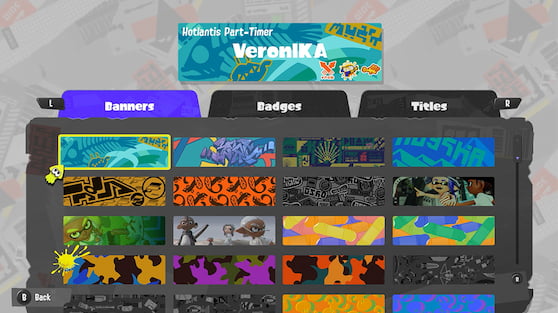 Hotlantis Part-Timer
VeronIKA
L
Banners
Badges
Titles
R
B Back